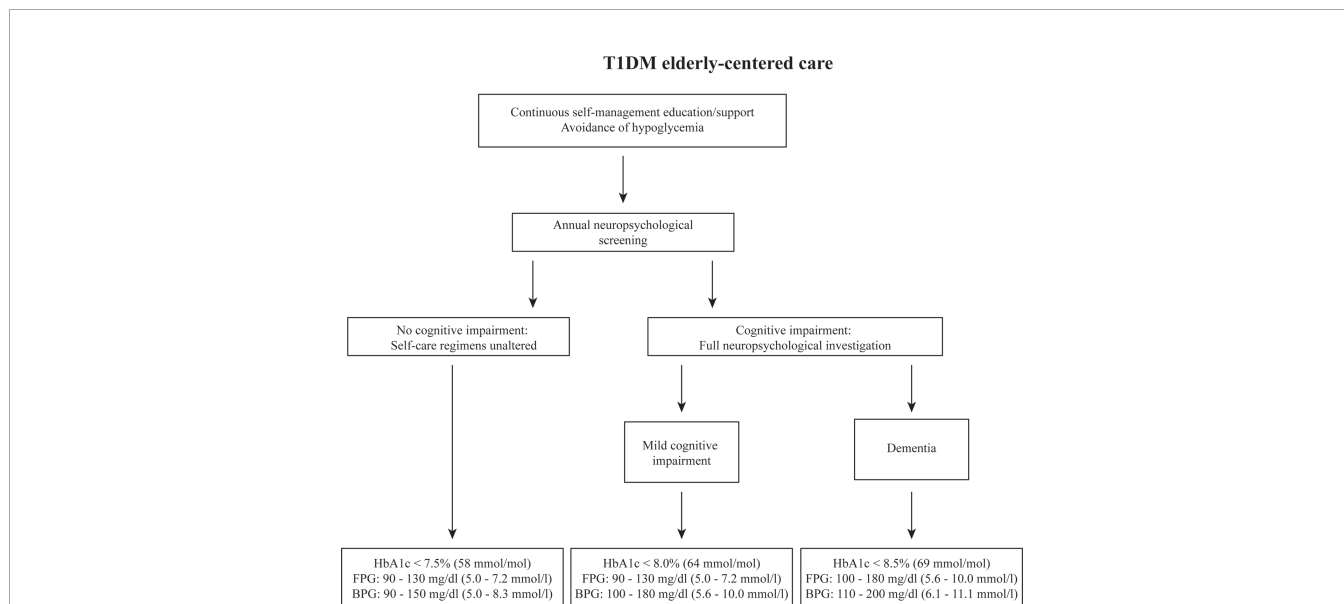 T1DM elderly-centered care
Continuous self-management education/support
Avoidance of hypoglycemia
Annual neuropsychological
screening
No cognitive impairment:
Self-care regimens unaltered
Cognitive impairment:
Full neuropsychological investigation
Mild cognitive
impairment
Dementia
HbA1c < 7.5% (58 mmol/mol)
FPG: 90 - 130 mg/dl (5.0 - 7.2 mmol/l)
BPG: 90 - 150 mg/dl (5.0 - 8.3 mmol/l)
HbA1c < 8.0% (64 mmol/mol)
FPG: 90 - 130 mg/dl (5.0 - 7.2 mmol/l)
BPG: 100 - 180 mg/dl (5.6 - 10.0 mmol/l)
HbA1c < 8.5% (69 mmol/mol)
FPG: 100 - 180 mg/dl (5.6 - 10.0 mmol/l)
BPG: 110 - 200 mg/dl (6.1 - 11.1 mmol/l)